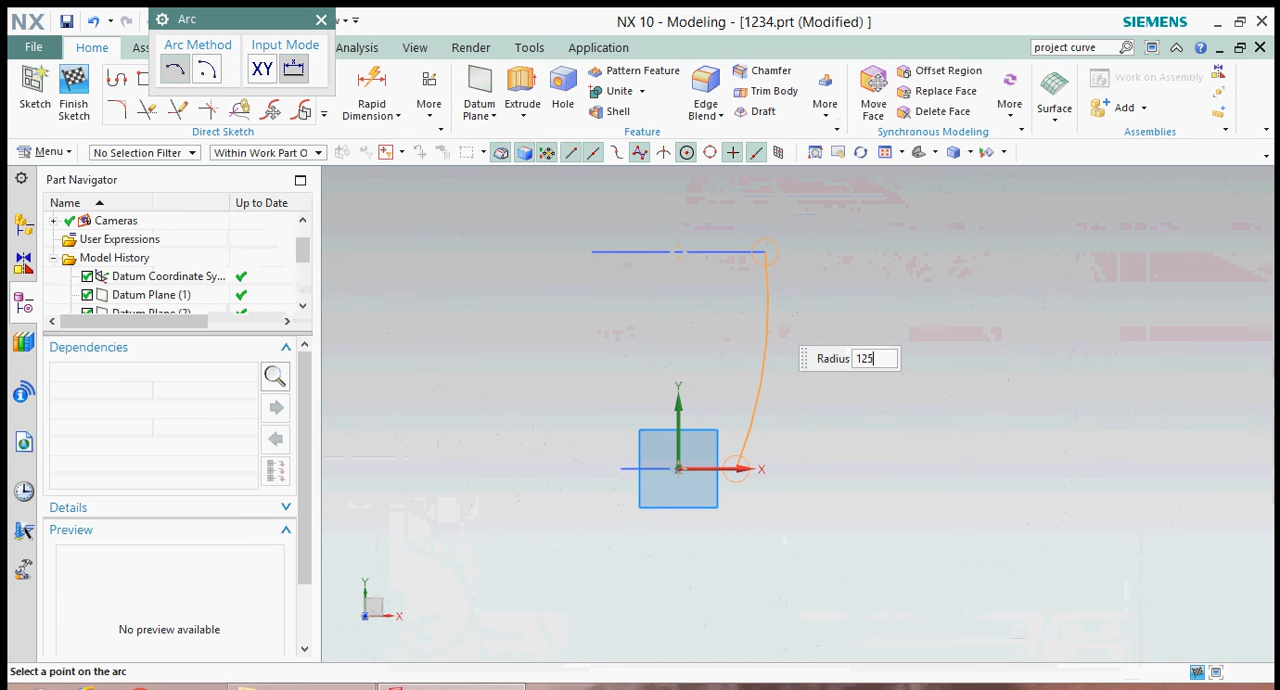 NX
Arc
NX 10 - Modeling - [1234.prt (Modified) ]
SIEMENS
File
Home
Ass
Arc Method
Input Mode
XY
Analysis
View
Render
Tools
Application
project curve
Sketch
Finish Sketch
Direct Sketch
Rapid Dimension
More
Datum Plane
Extrude
Hole
Pattern Feature
Unite
Shell
Edge Blend
Chamfer
Trim Body
Draft
More
Feature
Move Face
Offset Region
Replace Face
Delete Face
More
Synchronous Modeling
Surface
Work on Assembly
Add
Assemblies
Menu
No Selection Filter
Within Work Part O
Part Navigator
Name
Up to Date
Cameras
User Expressions
Model History
Datum Coordinate Sy...
Datum Plane (1)
Datum Plane (2)
Dependencies
Details
Preview
No preview available
Radius 125
Y
X
Y
X
Select a point on the arc